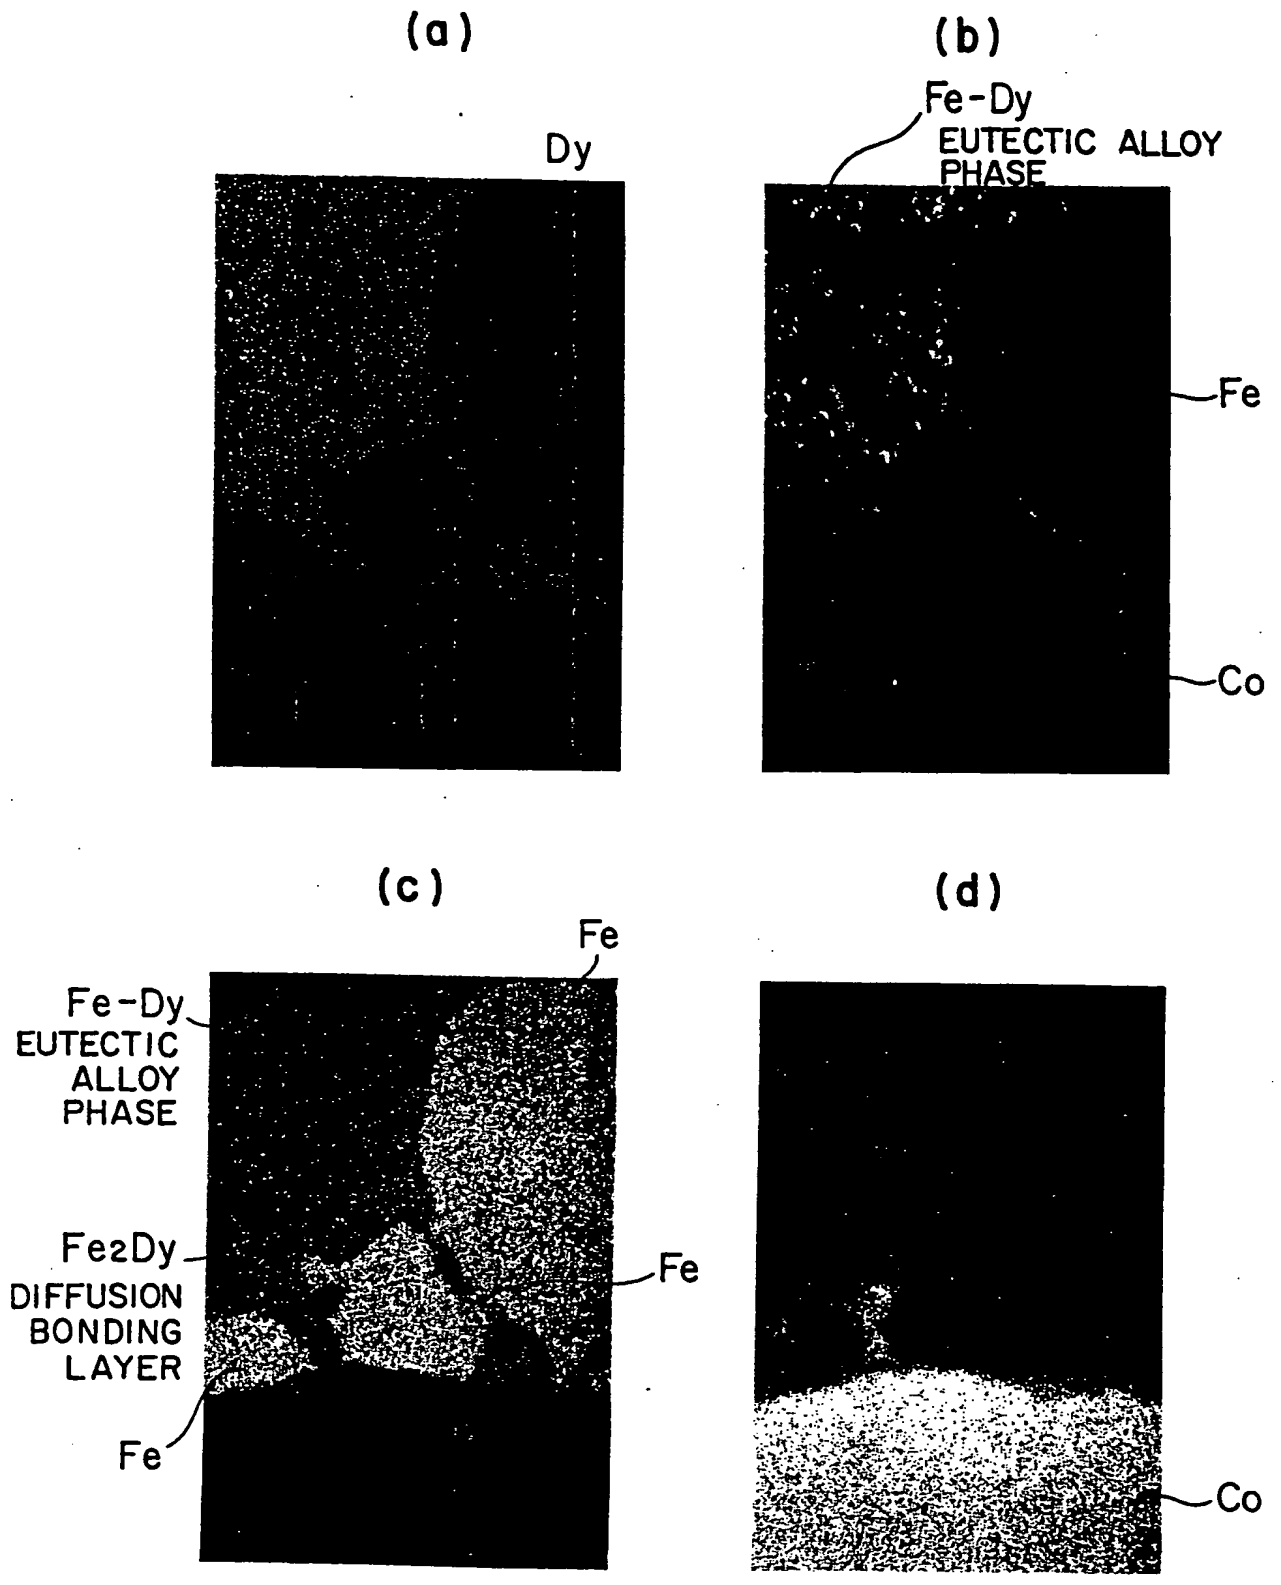 (a)
(b)
Dy
Fe-Dy
EUTECTIC ALLOY
PHASE
Fe
Co
(c)
(d)
Fe
Fe-Dy
EUTECTIC
ALLOY
PHASE
Fe2Dy
DIFFUSION
BONDING
LAYER
Fe
Fe
Co